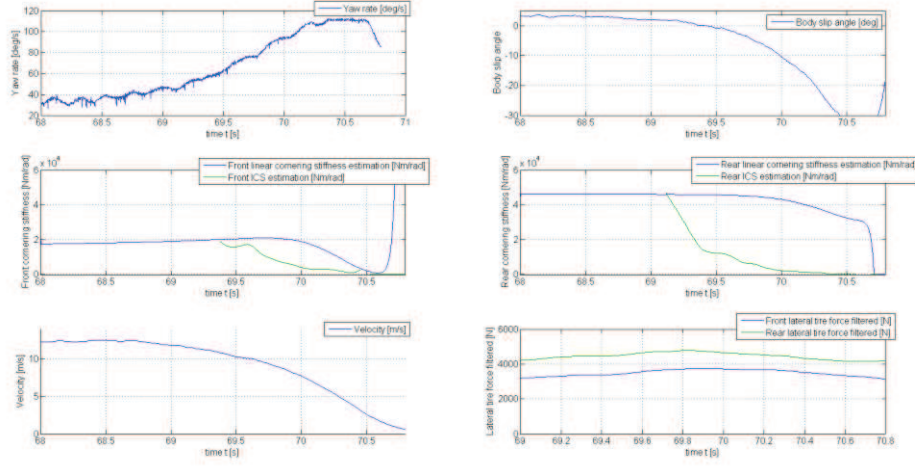 Yaw rate [deg/s]
Yaw rate [deg/s]
120
100
80
60
40
20
68 68.5 69 69.5 70 70.5 71
time t [s]
Body slip angle [deg]
Body slip angle
0
-10
-20
-30
68 68.5 69 69.5 70 70.5
time t [s]
Front linear cornering stiffness estimation [Nm/rad]
Front ICS estimation [Nm/rad]
Front cornering stiffness [Nm/rad]
6
4
2
0
68 68.5 69 69.5 70 70.5
time t [s]
Rear linear cornering stiffness estimation [Nm/rad]
Rear ICS estimation [Nm/rad]
Rear cornering stiffness [Nm/rad]
6
4
2
0
68 68.5 69 69.5 70 70.5
time t [s]
Velocity [m/s]
Velocity [m/s]
10
5
0
68 68.5 69 69.5 70 70.5
time t [s]
Front lateral tire force filtered [N]
Rear lateral tire force filtered [N]
Lateral tire force filtered [N]
6000
4000
2000
0
69 69.2 69.4 69.6 69.8 70 70.2 70.4 70.6 70.8
time t [s]